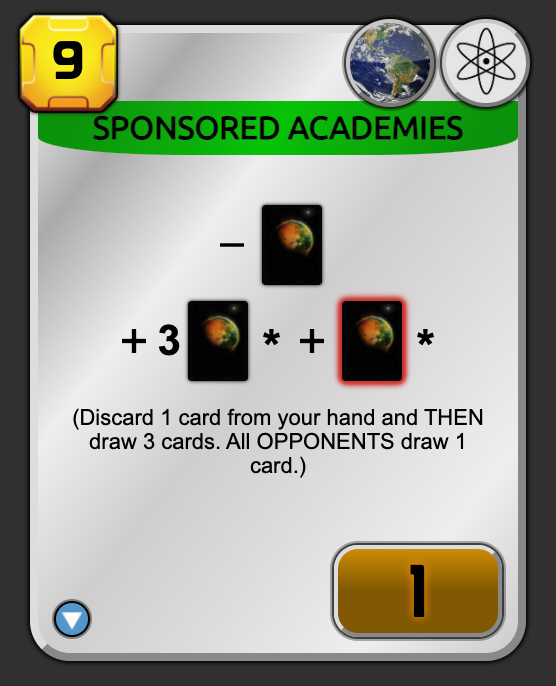 9
SPONSORED ACADEMIES
−
+ 3 * + *
(Discard 1 card from your hand and THEN
draw 3 cards. All OPPONENTS draw 1
card.)
1